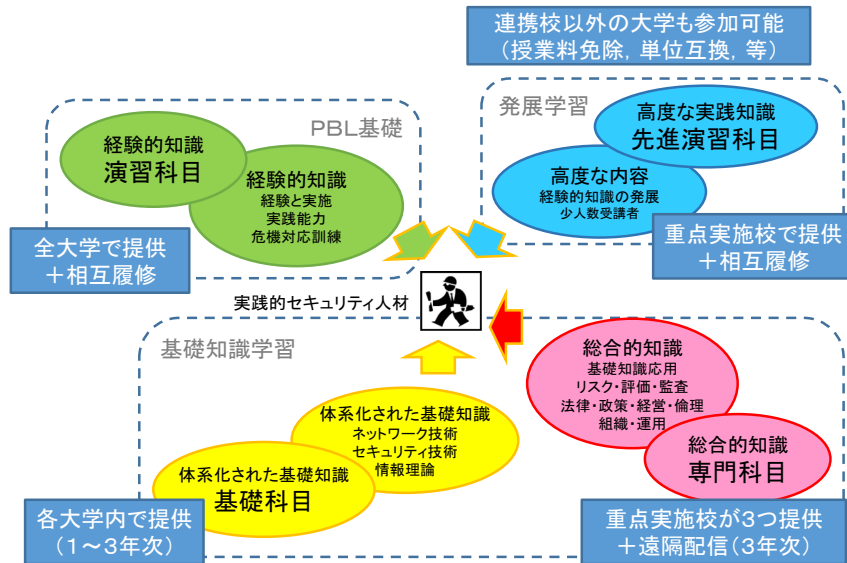 連携校以外の大学も参加可能
（授業料免除，単位互換，等）
PBL基礎
経験的知識
演習科目
経験的知識
経験と実施
実践能力
危機対応訓練
全大学で提供
＋相互履修
発展学習
高度な実践知識
先進演習科目
高度な内容
経験的知識の発展
少人数受講者
重点実施校で提供
＋相互履修
実践的セキュリティ人材
基礎知識学習
体系化された基礎知識
ネットワーク技術
セキュリティ技術
情報理論
体系化された基礎知識
基礎科目
各大学内で提供
（１～３年次）
総合的知識
基礎知識応用
リスク・評価・監査
法律・政策・経営・倫理
組織・運用
総合的知識
専門科目
重点実施校が３つ提供
＋遠隔配信（３年次）